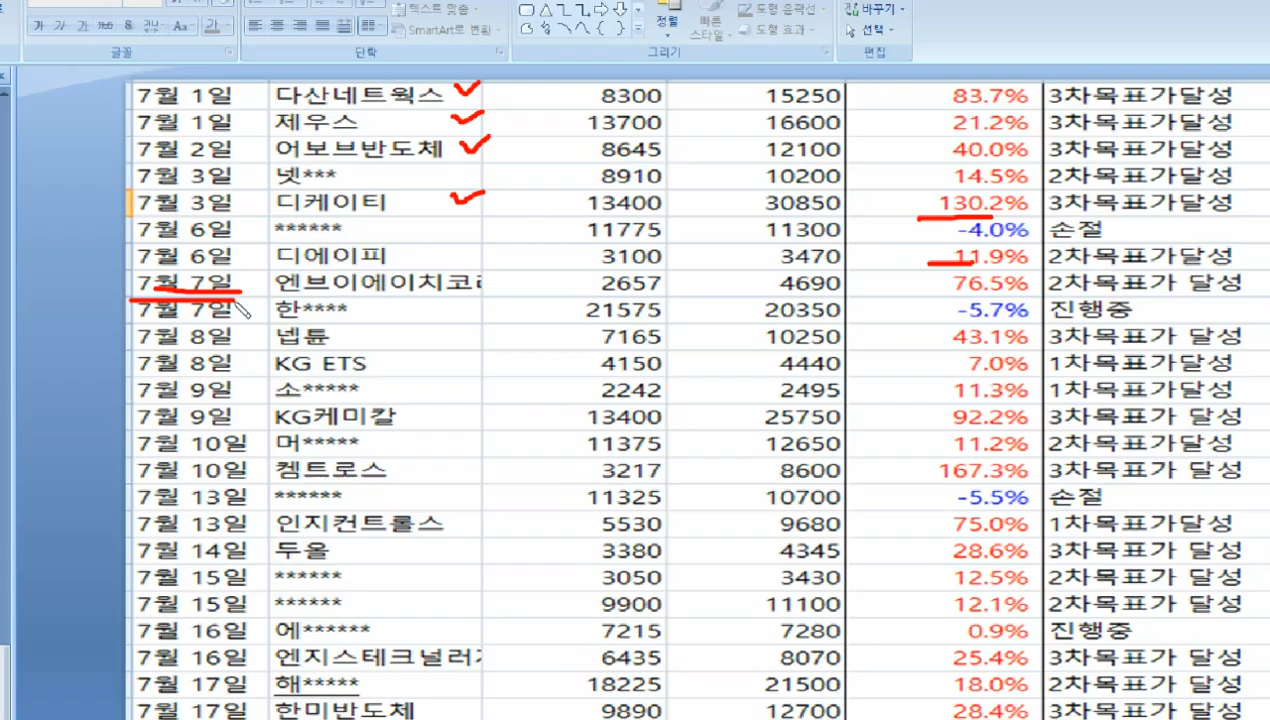 텍스트 맞춤
정렬
빠른
스타일
도형 윤곽선
바꾸기
가 가 가 abc S 가 Aa 가
SmartArt로 변환
도형 효과
선택
글꼴 단락 그리기 편집
7월 1일 다산네트웍스 8300 15250 83.7% 3차목표가달성
7월 1일 제우스 13700 16600 21.2% 3차목표가달성
7월 2일 어보브반도체 8645 12100 40.0% 3차목표가달성
7월 3일 넷*** 8910 10200 14.5% 2차목표가달성
7월 3일 디케이티 13400 30850 130.2% 3차목표가달성
7월 6일 ****** 11775 11300 -4.0% 손절
7월 6일 디에이피 3100 3470 11.9% 2차목표가달성
7월 7일 엔브이에이치코 2657 4690 76.5% 2차목표가 달성
7월 7일 한**** 21575 20350 -5.7% 진행중
7월 8일 넵튠 7165 10250 43.1% 3차목표가 달성
7월 8일 KG ETS 4150 4440 7.0% 1차목표가 달성
7월 9일 소***** 2242 2495 11.3% 1차목표가 달성
7월 9일 KG케미칼 13400 25750 92.2% 3차목표가 달성
7월 10일 머***** 11375 12650 11.2% 2차목표가 달성
7월 10일 켐트로스 3217 8600 167.3% 3차목표가 달성
7월 13일 ****** 11325 10700 -5.5% 손절
7월 13일 인지컨트롤스 5530 9680 75.0% 1차목표가달성
7월 14일 두올 3380 4345 28.6% 3차목표가 달성
7월 15일 ****** 3050 3430 12.5% 2차목표가 달성
7월 15일 ****** 9900 11100 12.1% 2차목표가 달성
7월 16일 에****** 7215 7280 0.9% 진행중
7월 16일 엔지스테크널러 6435 8070 25.4% 3차목표가 달성
7월 17일 해***** 18225 21500 18.0% 2차목표가 달성
7월 17일 한미반도체 9890 12700 28.4% 3차목표가 달성